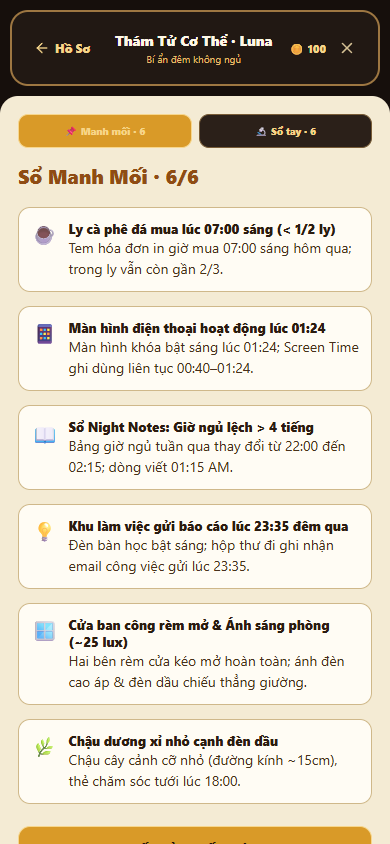 Hồ Sơ
Thám Tử Cơ Thể · Luna
Bí ẩn đêm không ngủ
100
Manh mối · 6
Sổ tay · 6
Sổ Manh Mối · 6/6
Ly cà phê đá mua lúc 07:00 sáng (< 1/2 ly)
Tem hóa đơn in giờ mua 07:00 sáng hôm qua;
trong ly vẫn còn gần 2/3.
Màn hình điện thoại hoạt động lúc 01:24
Màn hình khóa bật sáng lúc 01:24; Screen Time
ghi dùng liên tục 00:40–01:24.
Sổ Night Notes: Giờ ngủ lệch > 4 tiếng
Bảng giờ ngủ tuần qua thay đổi từ 22:00 đến
02:15; dòng viết 01:15 AM.
Khu làm việc gửi báo cáo lúc 23:35 đêm qua
Đèn bàn học bật sáng; hộp thư đi ghi nhận
email công việc gửi lúc 23:35.
Cửa ban công rèm mở & Ánh sáng phòng
(~25 lux)
Hai bên rèm cửa kéo mở hoàn toàn; ánh đèn
cao áp & đèn dầu chiếu thẳng giường.
Chậu dương xỉ nhỏ cạnh đèn dầu
Chậu cây cảnh cỡ nhỏ (đường kính ~15cm),
thẻ chăm sóc tưới lúc 18:00.